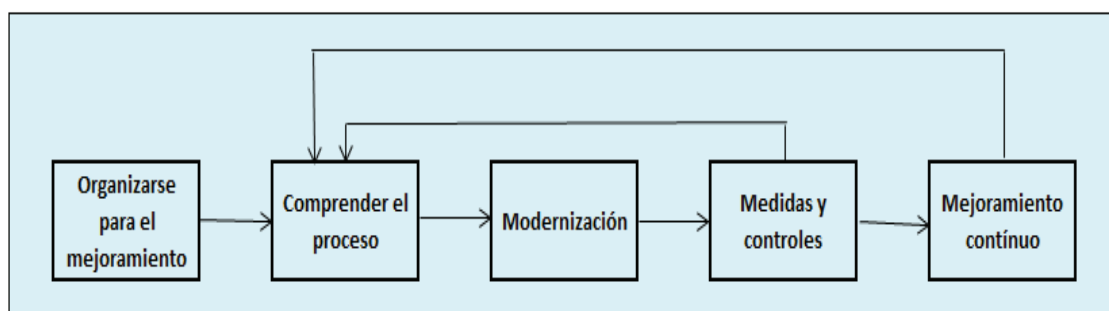 Organizarse
para el
mejoramiento
Comprender el
proceso
Modernización
Medidas y
controles
Mejoramiento
contínuo